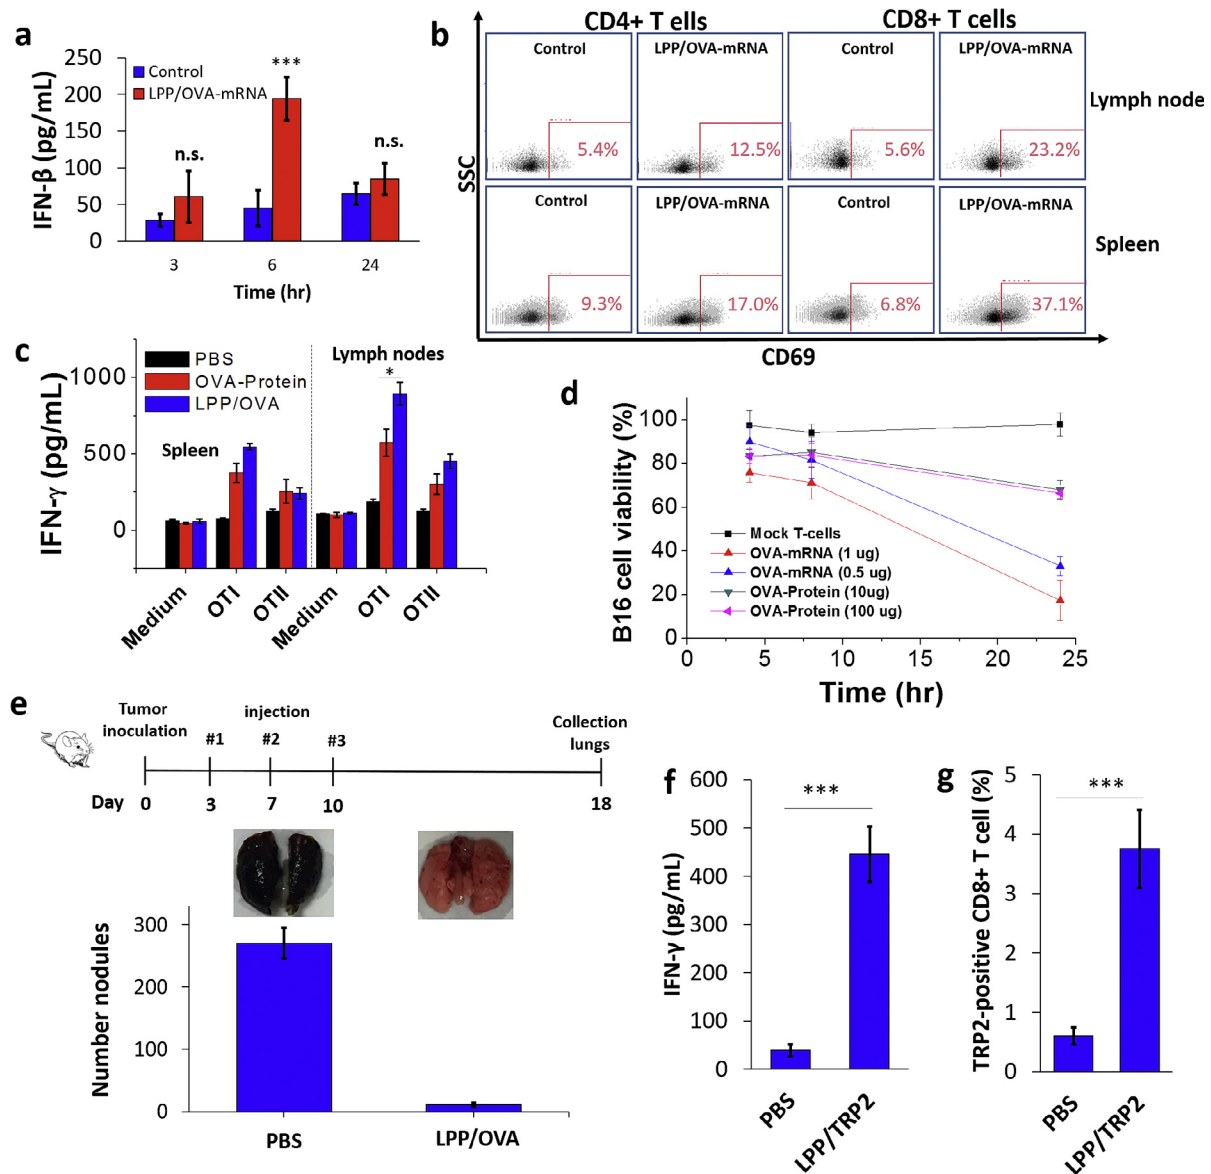 a
IFN-β (pg/mL)
250
200
150
100
50
0
Control
LPP/OVA-mRNA
n.s.
***
n.s.
3 6 24
Time (hr)
b
CD4+ T ells CD8+ T cells
SSC
Control LPP/OVA-mRNA Control LPP/OVA-mRNA
5.4% 12.5% 5.6% 23.2%
Lymph node
Control LPP/OVA-mRNA Control LPP/OVA-mRNA
9.3% 17.0% 6.8% 37.1%
Spleen
CD69
c
IFN-γ (pg/mL)
1000
500
0
PBS
OVA-Protein
LPP/OVA
Spleen
Lymph nodes
*
Medium OTI OTII Medium OTI OTII
d
B16 cell viability (%)
100
80
60
40
20
0
Mock T-cells
OVA-mRNA (1 ug)
OVA-mRNA (0.5 ug)
OVA-Protein (10ug)
OVA-Protein (100 ug)
0 5 10 15 20 25
Time (hr)
e
Tumor
inoculation
injection
Collection
lungs
#1 #2 #3
Day 0 3 7 10 18
Number nodules
300
200
100
0
PBS LPP/OVA
f
IFN-γ (pg/mL)
600
500
400
300
200
100
0
***
PBS LPP/TRP2
g
TRP2-positive CD8+ T cell (%)
5
4
3
2
1
0
***
PBS LPP/TRP2